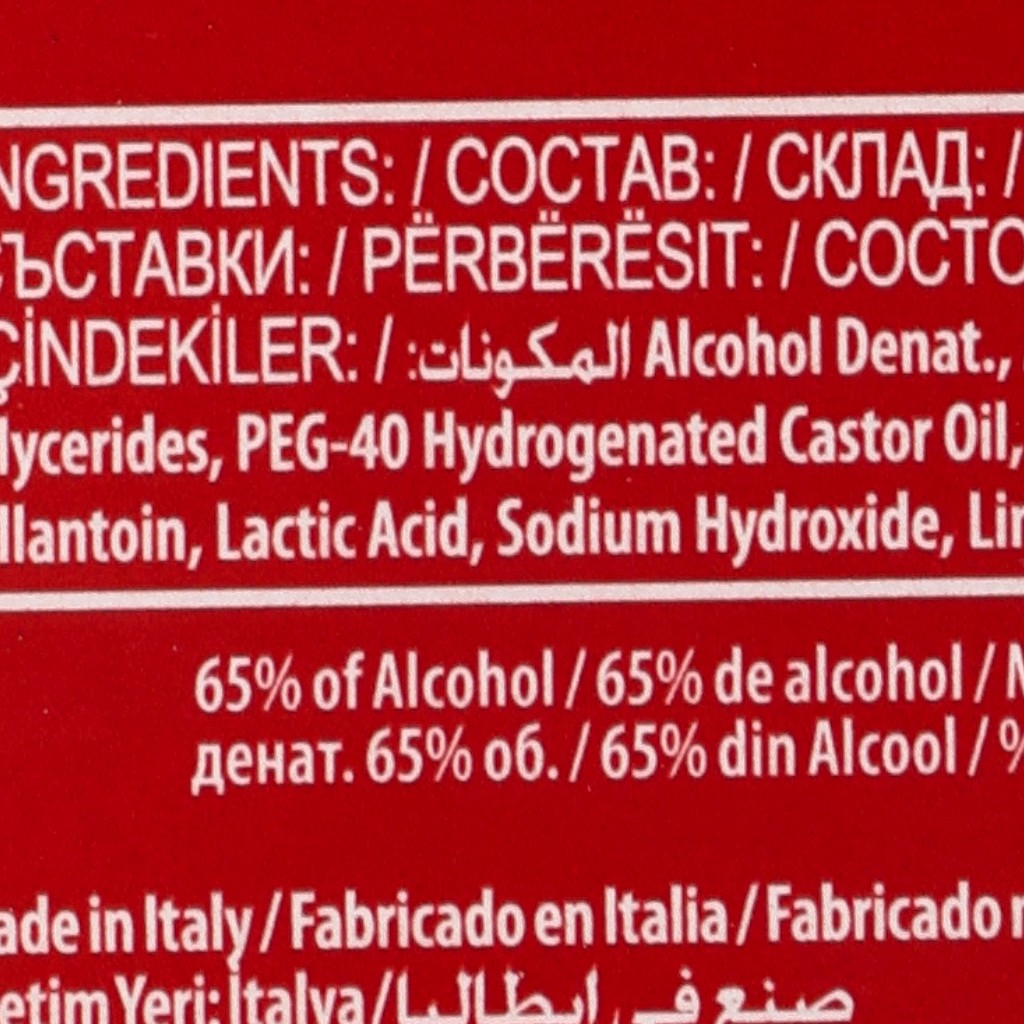 NGREDIENTS: / СОСТАВ: / СКЛАД: /
СЪСТАВКИ: / PËRBËRËSIT: / СОСТО
ÇİNDEKİLER: / المكونات: Alcohol Denat.,
lycerides, PEG-40 Hydrogenated Castor Oil,
llantoin, Lactic Acid, Sodium Hydroxide, Lin
65% of Alcohol / 65% de alcohol /
денат. 65% об. / 65% din Alcool / %
ade in Italy / Fabricado en Italia / Fabricado
etim Yeri: İtalya / صنع في إيطاليا